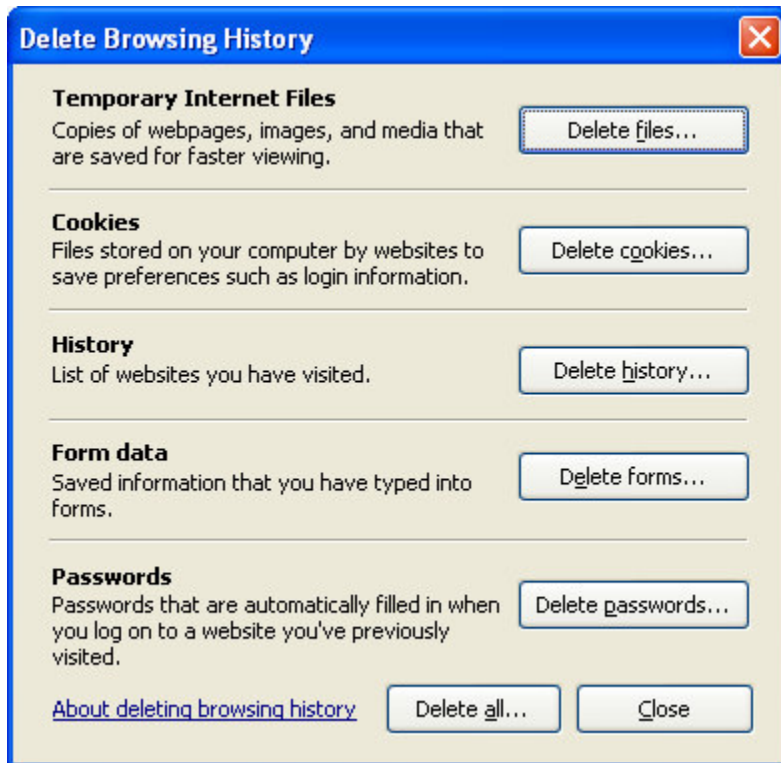 Delete Browsing History
Temporary Internet Files
Copies of webpages, images, and media that
are saved for faster viewing.
Delete files...
Cookies
Files stored on your computer by websites to
save preferences such as login information.
Delete cookies...
History
List of websites you have visited.
Delete history...
Form data
Saved information that you have typed into
forms.
Delete forms...
Passwords
Passwords that are automatically filled in when
you log on to a website you've previously
visited.
Delete passwords...
About deleting browsing history
Delete all...
Close